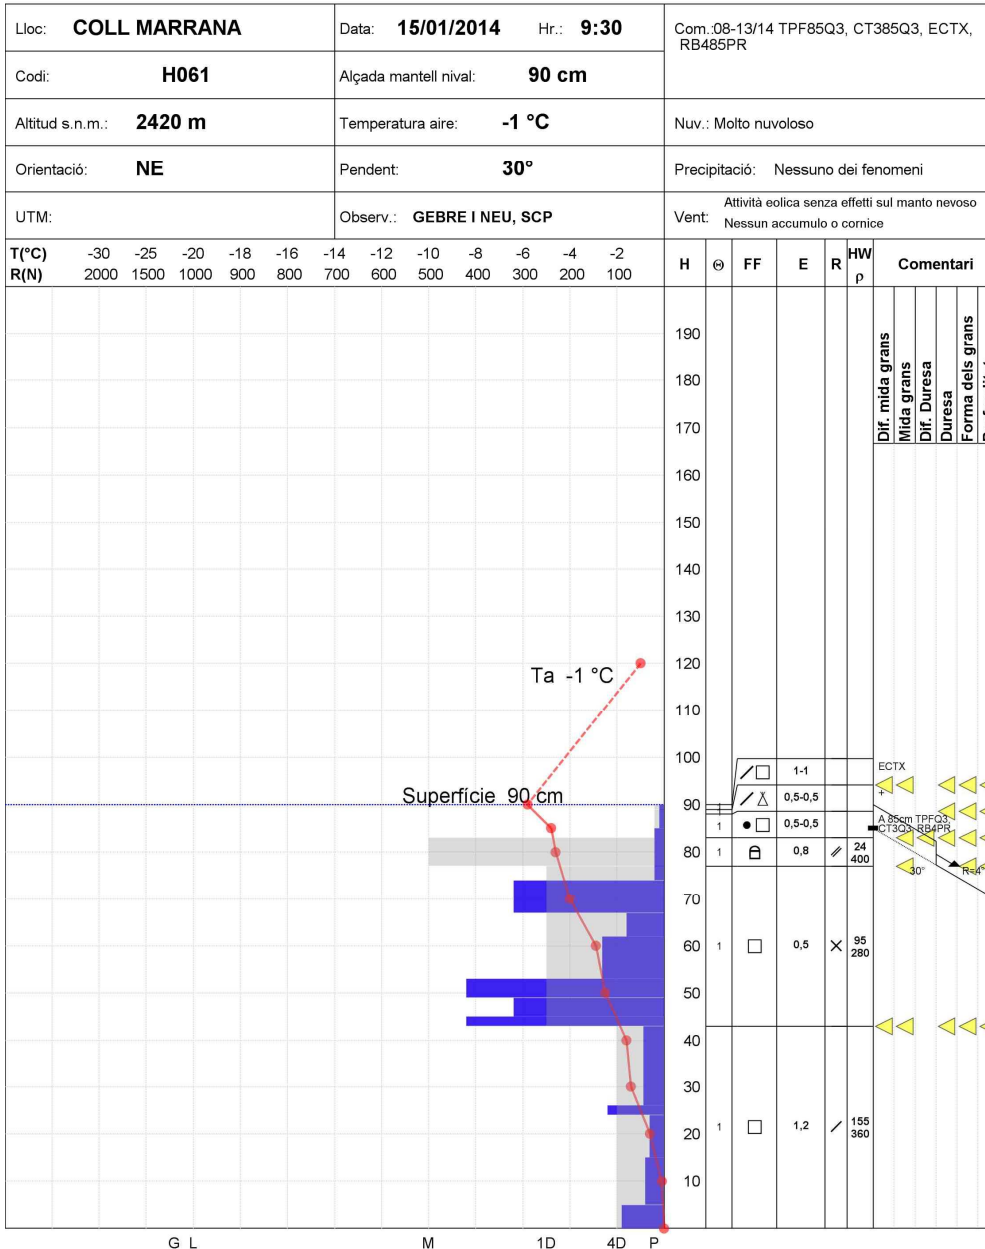 Lloc: COLL MARRANA Data: 15/01/2014 Hr.: 9:30 Com.:08-13/14 TPF85Q3, CT385Q3, ECTX,
RB485PR
Codi: H061 Alçada mantell nival: 90 cm
Altitud s.n.m.: 2420 m Temperatura aire: -1 °C Nuv.: Molto nuvoloso
Orientació: NE Pendent: 30° Precipitació: Nessuno dei fenomeni
UTM: Observ.: GEBRE I NEU, SCP Vent: Attività eolica senza effetti sul manto nevoso
Nessun accumulo o cornice
T(°C) -30 -25 -20 -18 -16 -14 -12 -10 -8 -6 -4 -2
R(N) 2000 1500 1000 900 800 700 600 500 400 300 200 100
H Θ FF E R HW ρ Comentari
Dif. mida grans
Mida grans
Dif. Duresa
Duresa
Forma dels grans
190
180
170
160
150
140
130
120
Ta -1 °C
110
100
1-1 ECTX
+
Superfície 90 cm
90 1 0,5-0,5
1 0,5-0,5 A 85cm TPFQ3,
CT3Q3, RB4PR
80 1 0,8 24
400
30° R=4°
70
60 1 0,5 95
280
50
40
30
20 1 1,2 155
360
10
G L M 1D 4D P